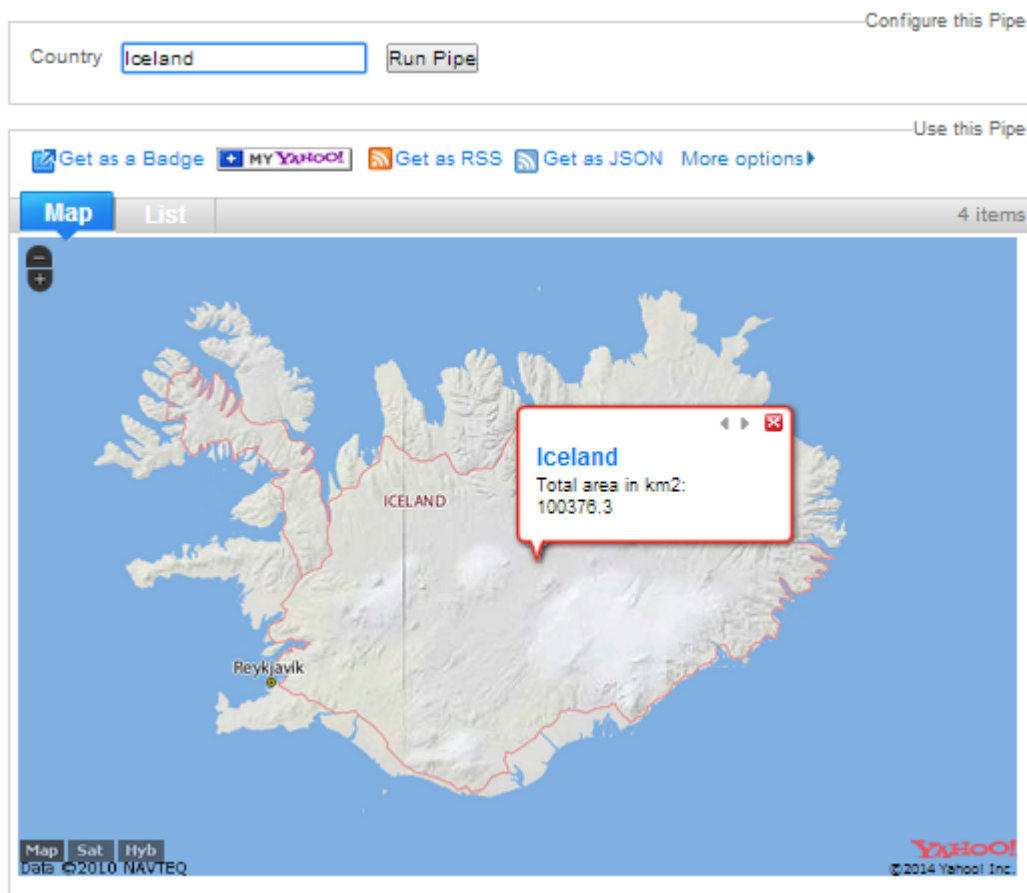 Configure this Pipe
Country Iceland Run Pipe
Use this Pipe
Get as a Badge + MY YAHOO! Get as RSS Get as JSON More options
Map List 4 items
−
+
Iceland
Total area in km2:
100376.3
ICELAND
Reykjavík
Map Sat Hyb
YAHOO!
Data ©2010 NAVTEQ
©2014 Yahoo! Inc.